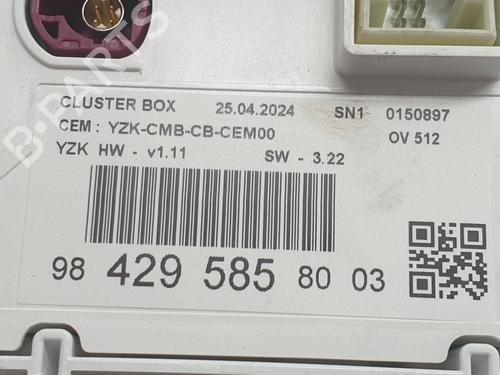 CLUSTER BOX 25.04.2024 SN1 0150897
CEM : YZK-CMB-CB-CEM00 OV 512
YZK HW - v1.11 SW - 3.22
98 429 585 80 03
B-PARTS